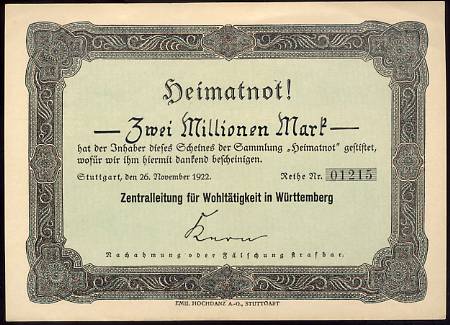 Heimatnot!
— Zwei Millionen Mark —
hat der Inhaber dieses Scheines der Sammlung „Heimatnot" gestiftet,
wofür wir ihm hiermit dankend bescheinigen.
Stuttgart, den 26. November 1922. Reihe Nr. 01215
Zentralleitung für Wohltätigkeit in Württemberg
Nachahmung oder Fälschung strafbar.
EMIL HOCHDANZ A.-G., STUTTGART